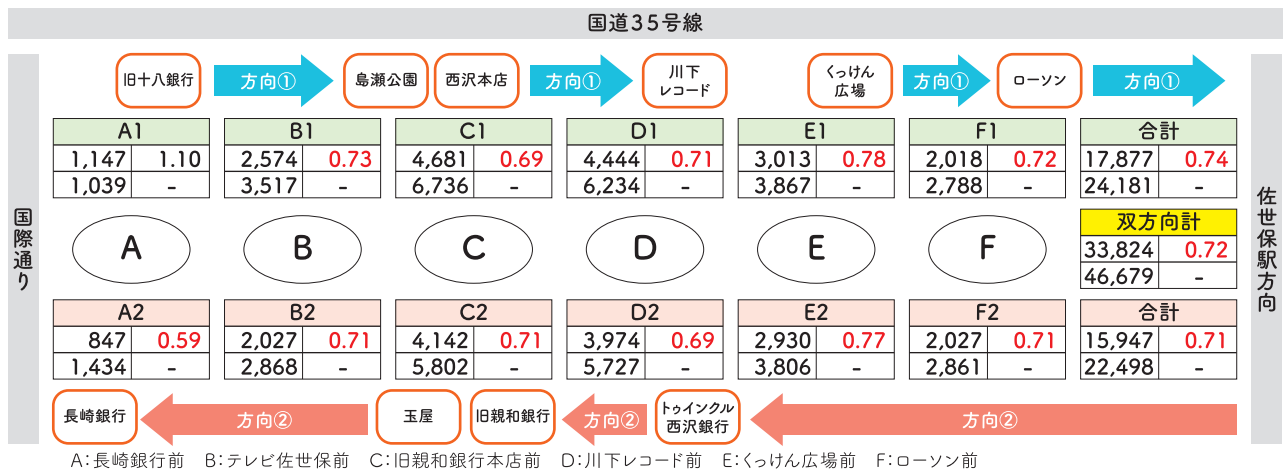 国道35号線
国際通り
佐世保駅方向
旧十八銀行 方向① 島瀬公園 西沢本店 方向① 川下
レコード くっけん
広場 方向① ローソン 方向①
A1 B1 C1 D1 E1 F1 合計
1,147 1.10 2,574 0.73 4,681 0.69 4,444 0.71 3,013 0.78 2,018 0.72 17,877 0.74
1,039 - 3,517 - 6,736 - 6,234 - 3,867 - 2,788 - 24,181 -
A B C D E F 双方向計
33,824 0.72
46,679 -
A2 B2 C2 D2 E2 F2 合計
847 0.59 2,027 0.71 4,142 0.71 3,974 0.69 2,930 0.77 2,027 0.71 15,947 0.71
1,434 - 2,868 - 5,802 - 5,727 - 3,806 - 2,861 - 22,498 -
長崎銀行 方向② 玉屋 旧親和銀行 方向② トゥインクル
西沢銀行 方向②
A:長崎銀行前 B:テレビ佐世保前 C:旧親和銀行本店前 D:川下レコード前 E:くっけん広場前 F:ローソン前